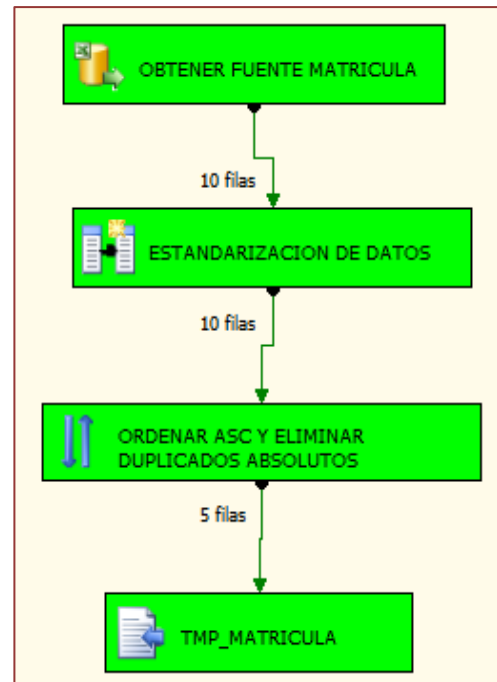 OBTENER FUENTE MATRICULA
10 filas
ESTANDARIZACION DE DATOS
10 filas
ORDENAR ASC Y ELIMINAR
DUPLICADOS ABSOLUTOS
5 filas
TMP_MATRICULA